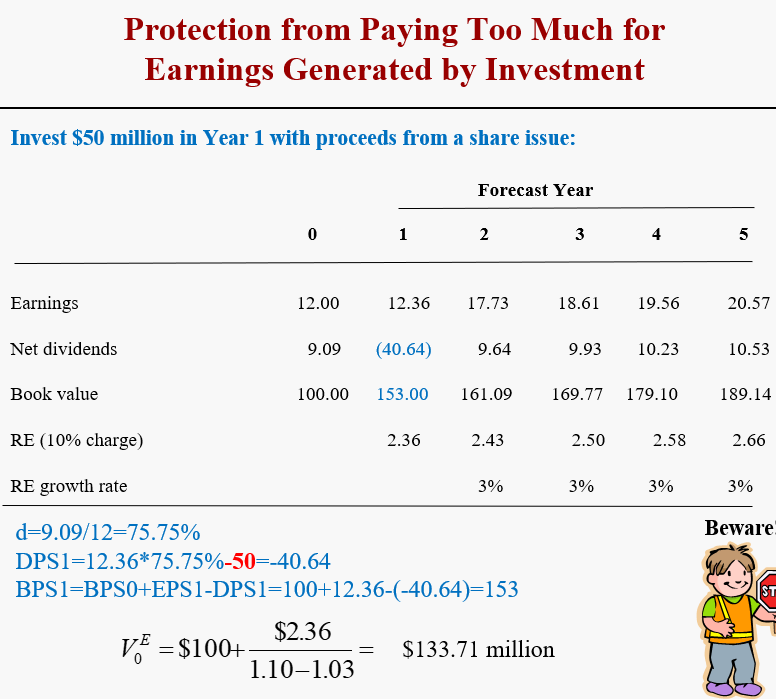 Protection from Paying Too Much for
Earnings Generated by Investment
Invest $50 million in Year 1 with proceeds from a share issue:
Forecast Year
0 1 2 3 4 5
Earnings 12.00 12.36 17.73 18.61 19.56 20.57
Net dividends 9.09 (40.64) 9.64 9.93 10.23 10.53
Book value 100.00 153.00 161.09 169.77 179.10 189.14
RE (10% charge) 2.36 2.43 2.50 2.58 2.66
RE growth rate 3% 3% 3% 3%
d=9.09/12=75.75%
DPS1=12.36*75.75%-50=-40.64
BPS1=BPS0+EPS1-DPS1=100+12.36-(-40.64)=153
Beware!
ST
V₀ᴱ = $100+ $2.36 / 1.10–1.03 = $133.71 million